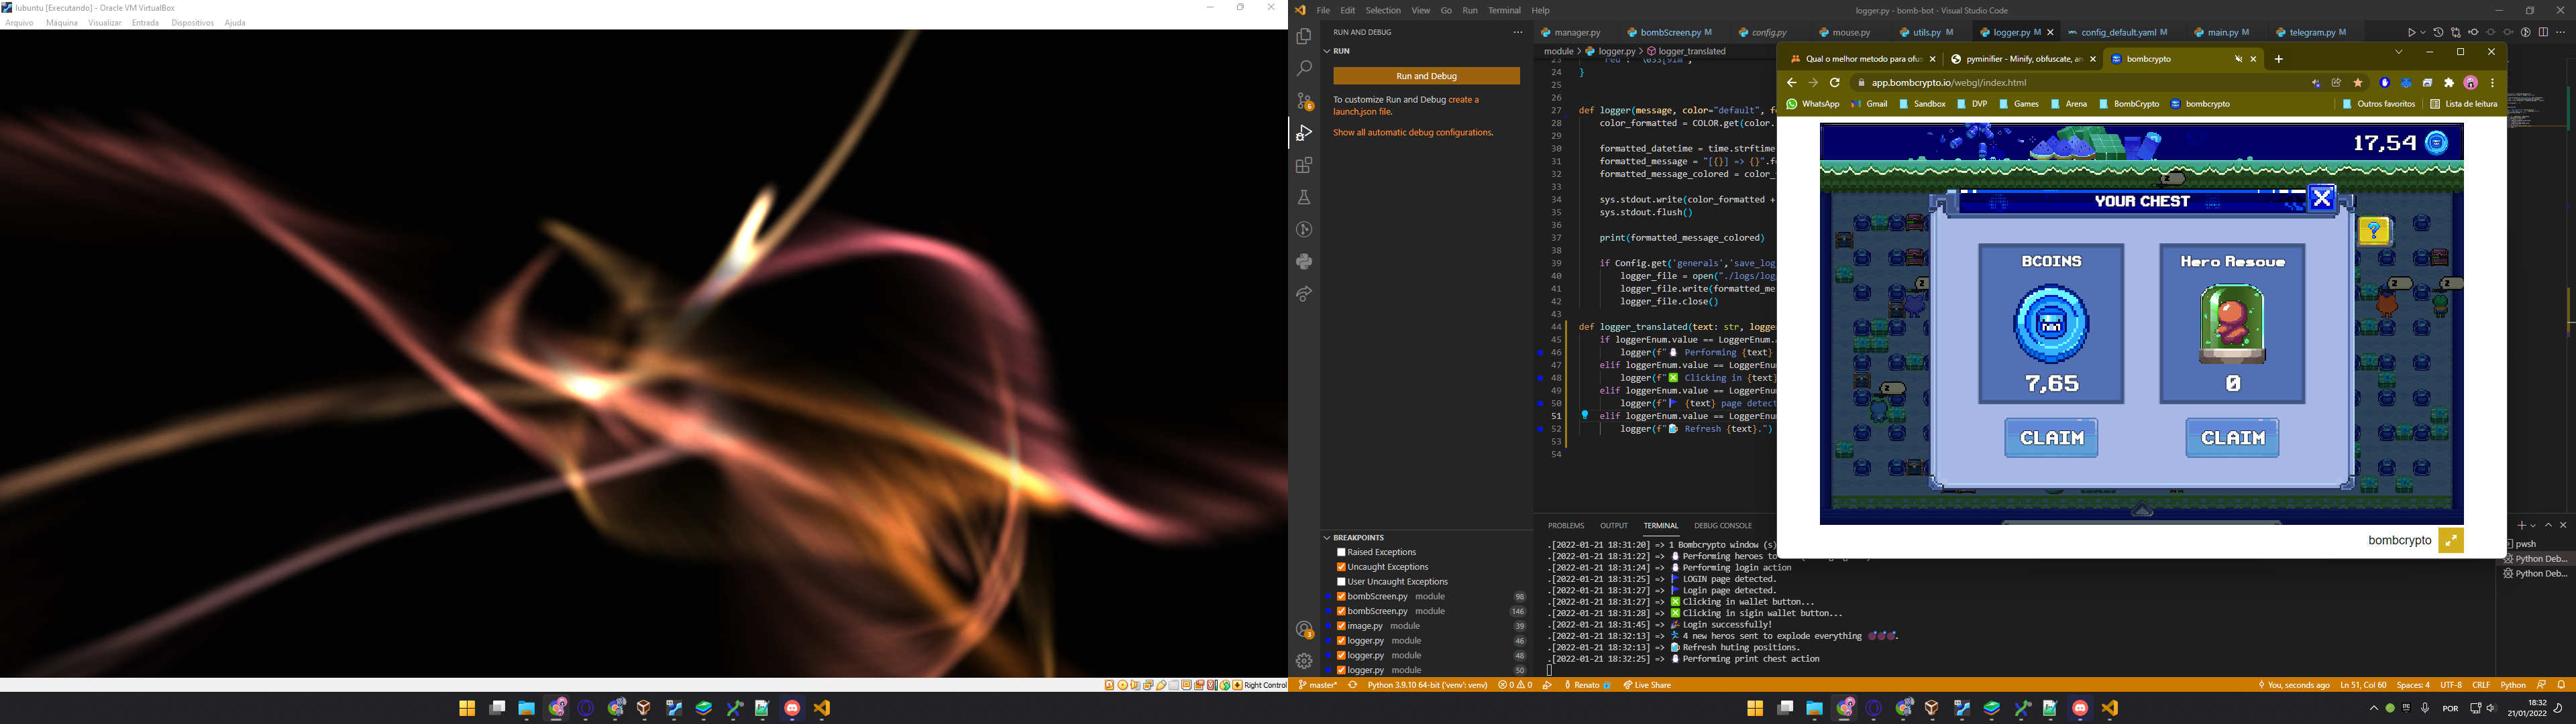 lubuntu [Executando] - Oracle VM VirtualBox
Arquivo Máquina Visualizar Entrada Dispositivos Ajuda
Right Control
File Edit Selection View Go Run Terminal Help
logger.py - bomb-bot - Visual Studio Code
RUN AND DEBUG
RUN
Run and Debug
To customize Run and Debug create a
launch.json file.
Show all automatic debug configurations.
BREAKPOINTS
Raised Exceptions
Uncaught Exceptions
User Uncaught Exceptions
bombScreen.py module 98
bombScreen.py module 146
image.py module 39
logger.py module 46
logger.py module 48
logger.py module 50
manager.py bombScreen.py M config.py mouse.py utils.py M logger.py M config_default.yaml M main.py M telegram.py M
module > logger.py > logger_translated
23 "red": "\033[91m",
24 }
25
26
27 def logger(message, color="default", f
28 color_formatted = COLOR.get(color.
29
30 formatted_datetime = time.strftime
31 formatted_message = "[{}] => {}".f
32 formatted_message_colored = color_
33
34 sys.stdout.write(color_formatted +
35 sys.stdout.flush()
36
37 print(formatted_message_colored)
38
39 if Config.get('generals','save_log
40 logger_file = open("./logs/log
41 logger_file.write(formatted_me
42 logger_file.close()
43
44 def logger_translated(text: str, logge
45 if loggerEnum.value == LoggerEnum.
46 logger(f"⛄ Performing {text}
47 elif loggerEnum.value == LoggerEnum
48 logger(f"❎ Clicking in {text}
49 elif loggerEnum.value == LoggerEnum
50 logger(f"🚩 {text} page detect
51 elif loggerEnum.value == LoggerEnum
52 logger(f"🍺 Refresh {text}.")
53
54
Qual o melhor metodo para ofus pyminifier - Minify, obfuscate, an bombcrypto
app.bombcrypto.io/webgl/index.html
WhatsApp Gmail Sandbox DVP Games Arena BombCrypto bombcrypto Outros favoritos Lista de leitura
17,54
YOUR CHEST
BCOINS Hero Rescue
7,65 0
CLAIM CLAIM
bombcrypto
PROBLEMS OUTPUT TERMINAL DEBUG CONSOLE
.[2022-01-21 18:31:20] => 1 Bombcrypto window (s)
.[2022-01-21 18:31:22] => ⛄ Performing heroes to
.[2022-01-21 18:31:24] => ⛄ Performing login action
.[2022-01-21 18:31:25] => 🚩 LOGIN page detected.
.[2022-01-21 18:31:27] => 🚩 Login page detected.
.[2022-01-21 18:31:27] => ❎ Clicking in wallet button...
.[2022-01-21 18:31:28] => ❎ Clicking in sigin wallet button...
.[2022-01-21 18:31:45] => 🎉 Login successfully!
.[2022-01-21 18:32:13] => 🏃 4 new heros sent to explode everything 💣💣💣.
.[2022-01-21 18:32:13] => 🍺 Refresh huting positions.
.[2022-01-21 18:32:25] => ⛄ Performing print chest action
pwsh
Python Deb...
Python Deb...
master* Python 3.9.10 64-bit ('venv': venv) 0 0 Renato Live Share You, seconds ago Ln 51, Col 60 Spaces: 4 UTF-8 CRLF Python
POR
18:32
21/01/2022